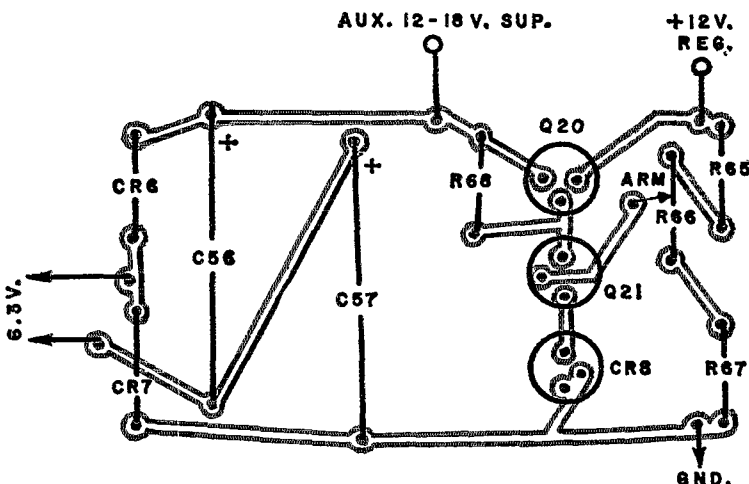 AUX. 12-18 V. SUP.
+12V.
REG.
Q20
CR6
+
+
R68
ARM
R65
R66
C56
C57
Q21
6.3V.
CR7
CR8
R67
GND.